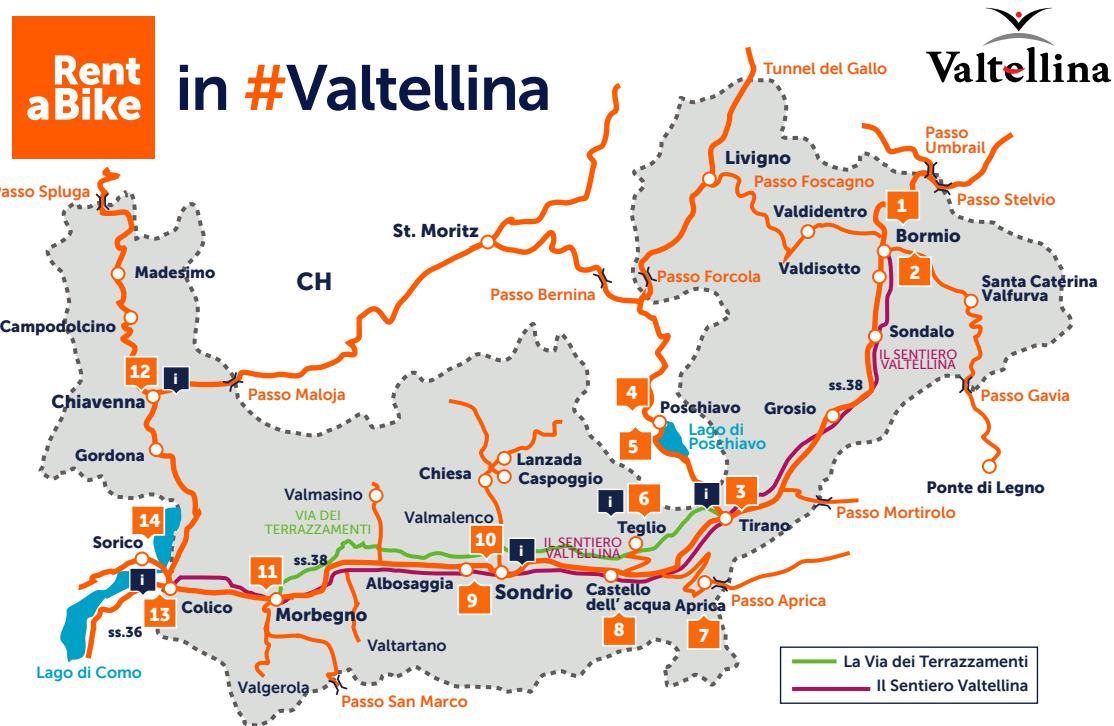 Rent
aBike
in #Valtellina
Valtellina
Tunnel del Gallo
Passo
Umbrail
Livigno
Passo Foscagno
Passo Spluga
Passo Stelvio
1
Valdidentro
St. Moritz
Bormio
Madesimo
CH
Valdisotto
2
Passo Forcola
Santa Caterina
Valfurva
Passo Bernina
Campodolcino
Sondalo
IL SENTIERO
VALTELLINA
12
i
ss.38
Passo Maloja
4
Passo Gavia
Chiavenna
Poschiavo
Grosio
Lago di
Poschiavo
5
Gordona
Lanzada
Chiesa
Caspoggio
Ponte di Legno
Valmasino
i
6
i
3
VIA DEI
TERRAZZAMENTI
Valmalenco
Passo Mortirolo
14
Teglio
Tirano
Sorico
10
i
IL SENTIERO
VALTELLINA
ss.38
i
11
Albosaggia
Sondrio
Castello
dell' acqua
Aprica
Passo Aprica
13
Colico
Morbegno
9
8
7
ss.36
Valtartano
Lago di Como
Valgerola
Passo San Marco
La Via dei Terrazzamenti
Il Sentiero Valtellina